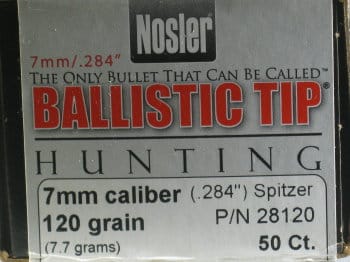 Nosler
7mm/.284"
THE ONLY BULLET THAT CAN BE CALLED™
BALLISTIC TIP®
HUNTING
7mm caliber (.284") Spitzer
120 grain P/N 28120
(7.7 grams) 50 Ct.